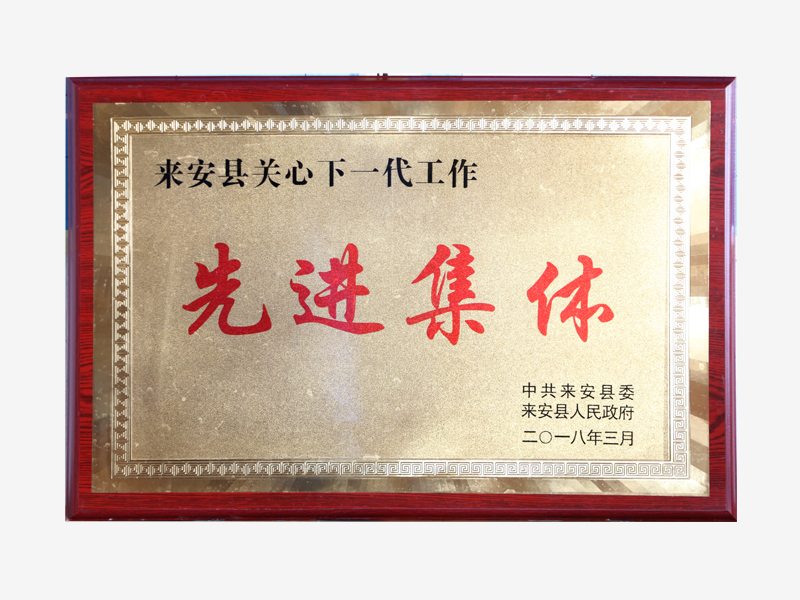 来安县关心下一代工作
先进集体
中共来安县委
来安县人民政府
二〇一八年三月